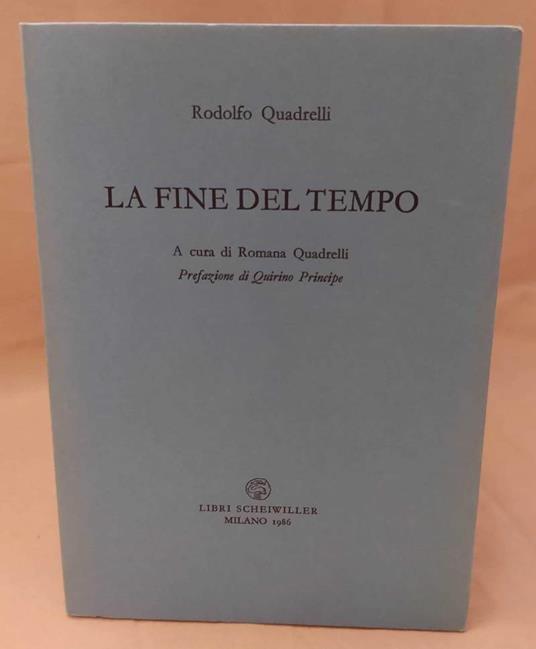 Rodolfo Quadrelli
LA FINE DEL TEMPO
A cura di Romana Quadrelli
Prefazione di Quirino Principe
LIBRI SCHEIWILLER
MILANO 1986